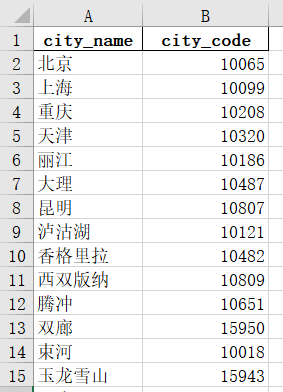 A B
1 city_name city_code
2 北京 10065
3 上海 10099
4 重庆 10208
5 天津 10320
6 丽江 10186
7 大理 10487
8 昆明 10807
9 泸沽湖 10121
10 香格里拉 10482
11 西双版纳 10809
12 腾冲 10651
13 双廊 15950
14 束河 10018
15 玉龙雪山 15943